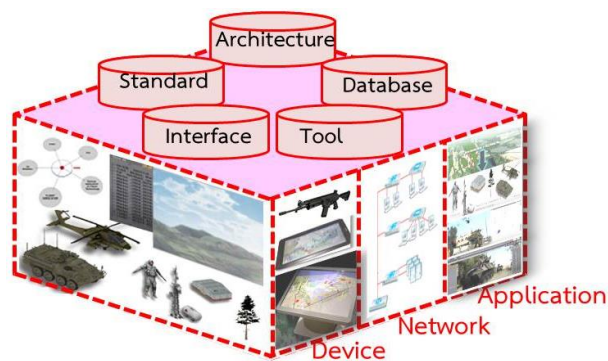 Architecture
Standard
Database
Interface
Tool
Application
Network
Device